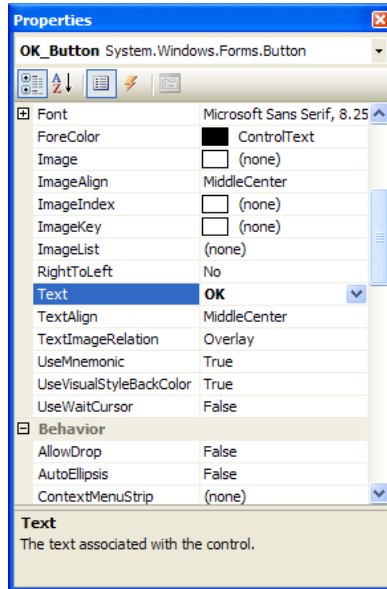 Properties
OK_Button System.Windows.Forms.Button
Font Microsoft Sans Serif, 8.25
ForeColor ControlText
Image (none)
ImageAlign MiddleCenter
ImageIndex (none)
ImageKey (none)
ImageList (none)
RightToLeft No
Text OK
TextAlign MiddleCenter
TextImageRelation Overlay
UseMnemonic True
UseVisualStyleBackColor True
UseWaitCursor False
Behavior
AllowDrop False
AutoEllipsis False
ContextMenuStrip (none)
Text
The text associated with the control.